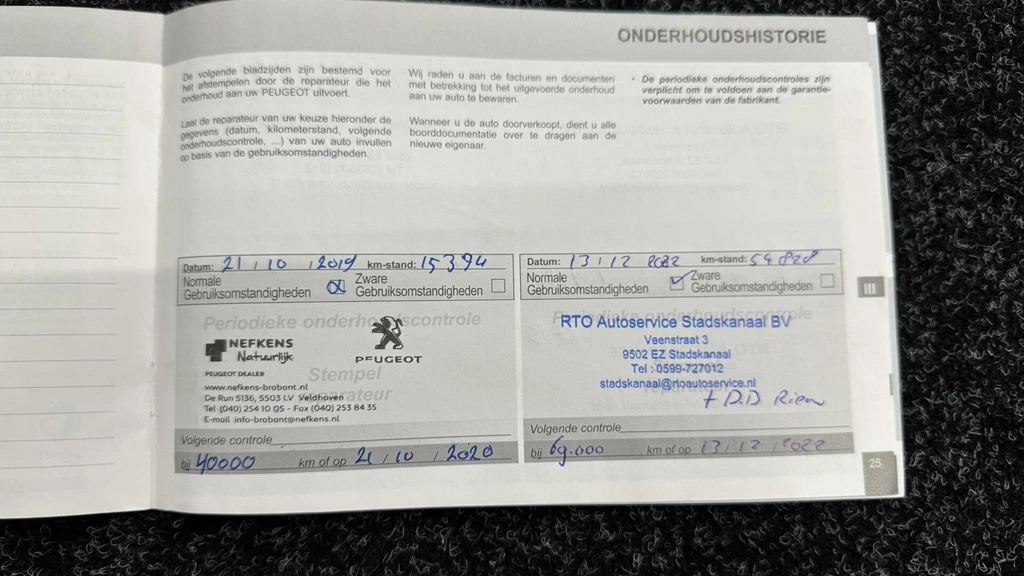 ONDERHOUDSHISTORIE
De volgende bladzijden zijn bestemd voor
het afstempelen door de reparateur die het
onderhoud aan uw PEUGEOT uitvoert.
Laat de reparateur van uw keuze hieronder de
gegevens (datum, kilometerstand, volgende
onderhoudscontrole, ...) van uw auto invullen
op basis van de gebruiksomstandigheden.
Wij raden u aan de facturen en documenten
met betrekking tot het uitgevoerde onderhoud
aan uw auto te bewaren.
Wanneer u de auto doorverkoopt, dient u alle
boorddocumentatie over te dragen aan de
nieuwe eigenaar.
• De periodieke onderhoudscontroles zijn
verplicht om te voldoen aan de garantie-
voorwaarden van de fabrikant.
Datum: 21 / 10 / 2019 km-stand: 15394
Normale
Gebruiksomstandigheden
Zware
Gebruiksomstandigheden
Periodieke onderhoudscontrole
NEFKENS
Natuurlijk
PEUGEOT
PEUGEOT DEALER
Stempel
www.nefkens-brabant.nl
De Run 5136, 5503 LV Veldhoven
Tel (040) 254 10 05 - Fax (040) 253 84 35
E-mail info-brabant@nefkens.nl
Volgende controle
bij 40000 km of op 21 / 10 / 2020
Datum: 13 / 12 2022 km-stand: 54828
Normale
Gebruiksomstandigheden
Zware
Gebruiksomstandigheden
RTO Autoservice Stadskanaal BV
Veenstraat 3
9502 EZ Stadskanaal
Tel : 0599-727012
stadskanaal@rtoautoservice.nl
+ D.D Riem
Volgende controle
bij 69.000 km of op 13 / 12 / 2022
25